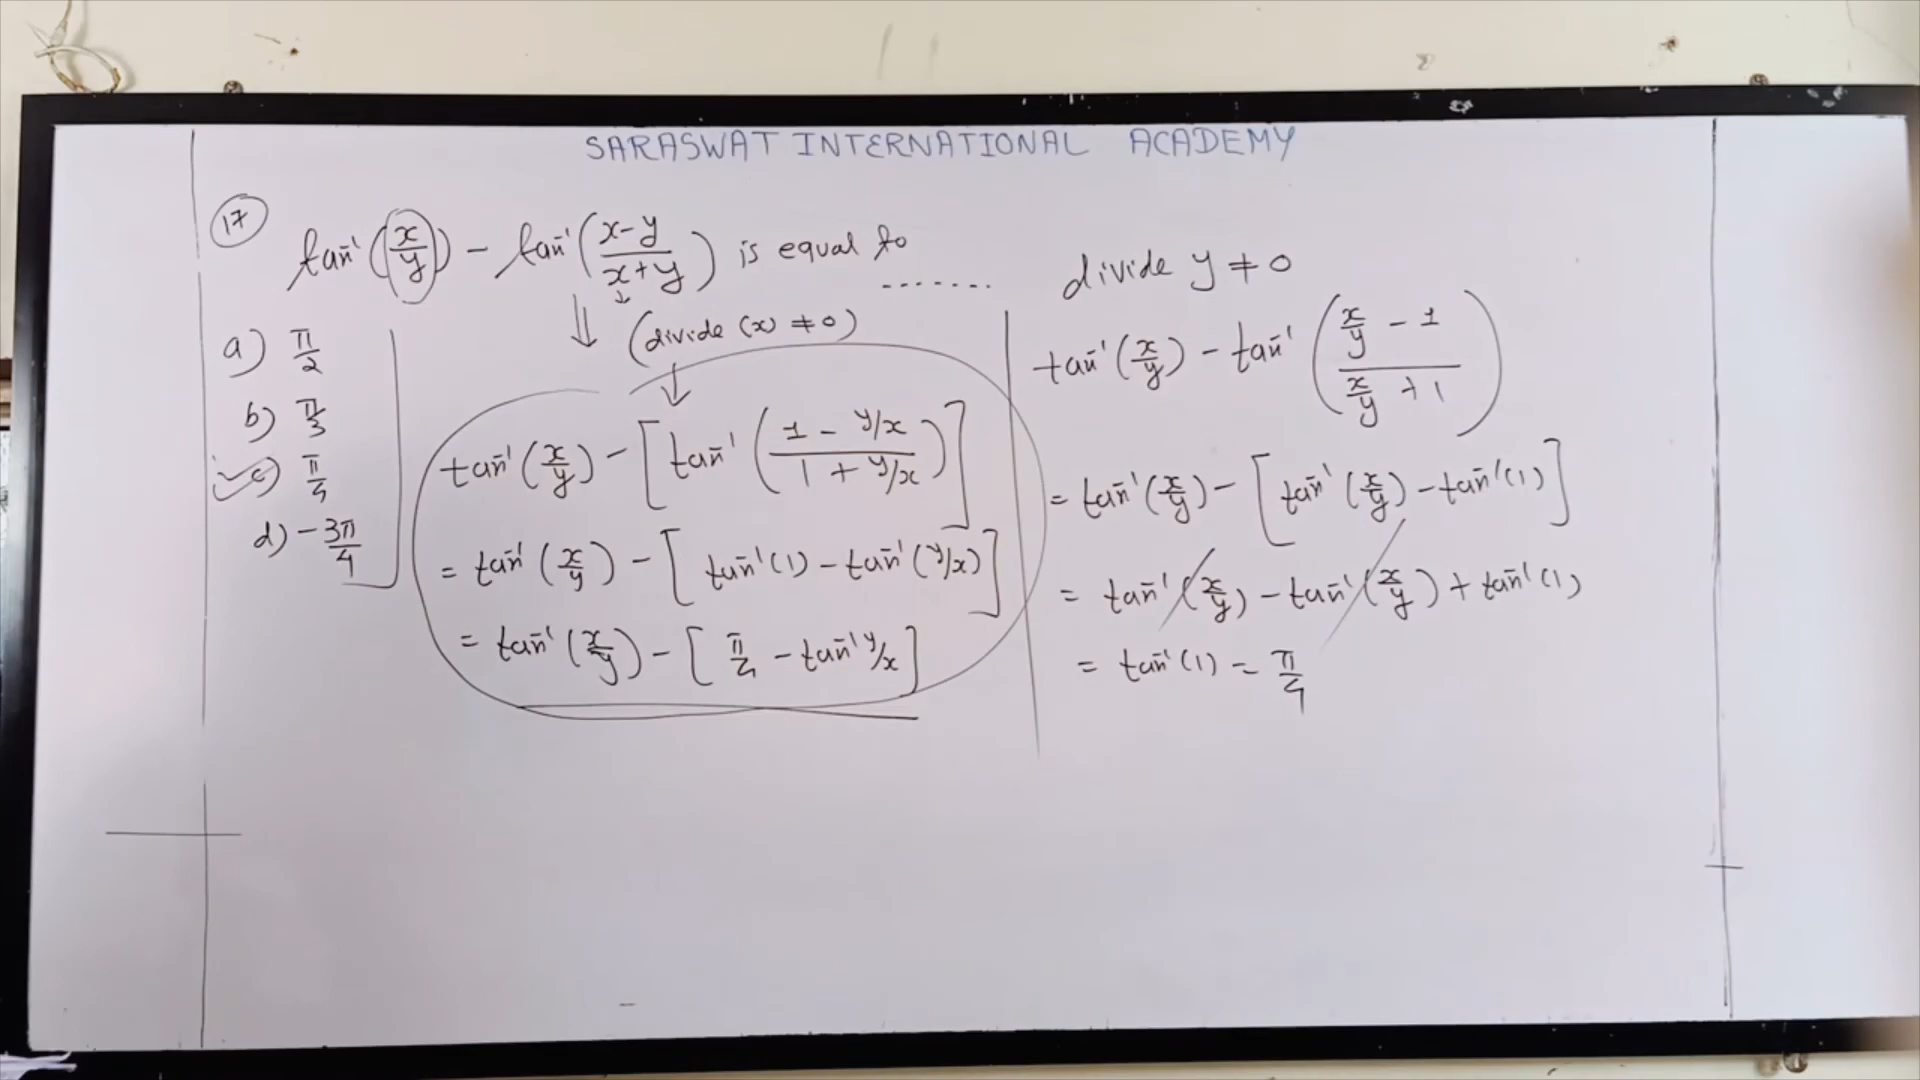 SARASWAT INTERNATIONAL ACADEMY
17
tan⁻¹(x/y) - tan⁻¹((x-y)/(x+y)) is equal to .......
a) π/2
b) π/3
c) π/4
d) -3π/4
(divide (x) ≠ 0)
tan⁻¹(x/y) - [tan⁻¹((1 - y/x)/(1 + y/x))]
= tan⁻¹(x/y) - [tan⁻¹(1) - tan⁻¹(y/x)]
= tan⁻¹(x/y) - [π/4 - tan⁻¹ y/x]
divide y ≠ 0
tan⁻¹(x/y) - tan⁻¹((x/y - 1)/(x/y + 1))
= tan⁻¹(x/y) - [tan⁻¹(x/y) - tan⁻¹(1)]
= tan⁻¹(x/y) - tan⁻¹(x/y) + tan⁻¹(1)
= tan⁻¹(1) = π/4